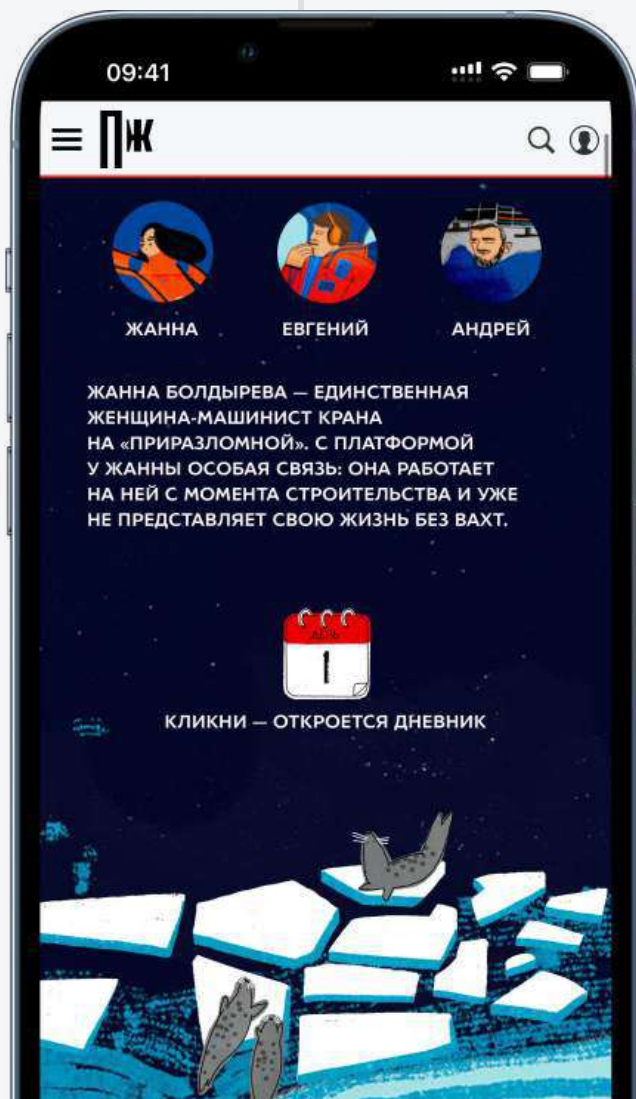 09:41
ПЖ
ЖАННА
ЕВГЕНИЙ
АНДРЕЙ
ЖАННА БОЛДЫРЕВА — ЕДИНСТВЕННАЯ
ЖЕНЩИНА-МАШИНИСТ КРАНА
НА «ПРИРАЗЛОМНОЙ». С ПЛАТФОРМОЙ
У ЖАННЫ ОСОБАЯ СВЯЗЬ: ОНА РАБОТАЕТ
НА НЕЙ С МОМЕНТА СТРОИТЕЛЬСТВА И УЖЕ
НЕ ПРЕДСТАВЛЯЕТ СВОЮ ЖИЗНЬ БЕЗ ВАХТ.
ДЕНЬ
1
КЛИКНИ — ОТКРОЕТСЯ ДНЕВНИК